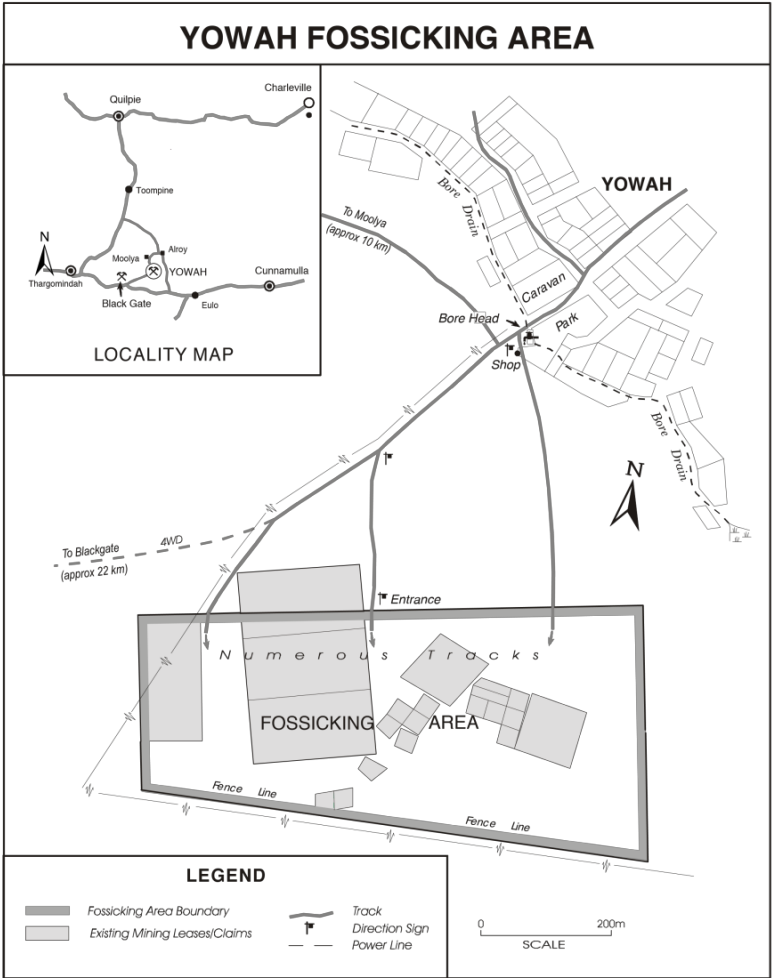 YOWAH FOSSICKING AREA
Charleville
Quilpie
Toompine
N
Alroy
Moolya
YOWAH
Thargomindah
Cunnamulla
Black Gate
Eulo
LOCALITY MAP
YOWAH
Bore Drain
To Moolya
(approx 10 km)
Caravan
Park
Bore Head
Shop
Bore Drain
N
To Blackgate
4WD
(approx 22 km)
Entrance
Numerous Tracks
FOSSICKING AREA
Fence Line
Fence Line
LEGEND
Fossicking Area Boundary
Existing Mining Leases/Claims
Track
Direction Sign
Power Line
0 200m
SCALE